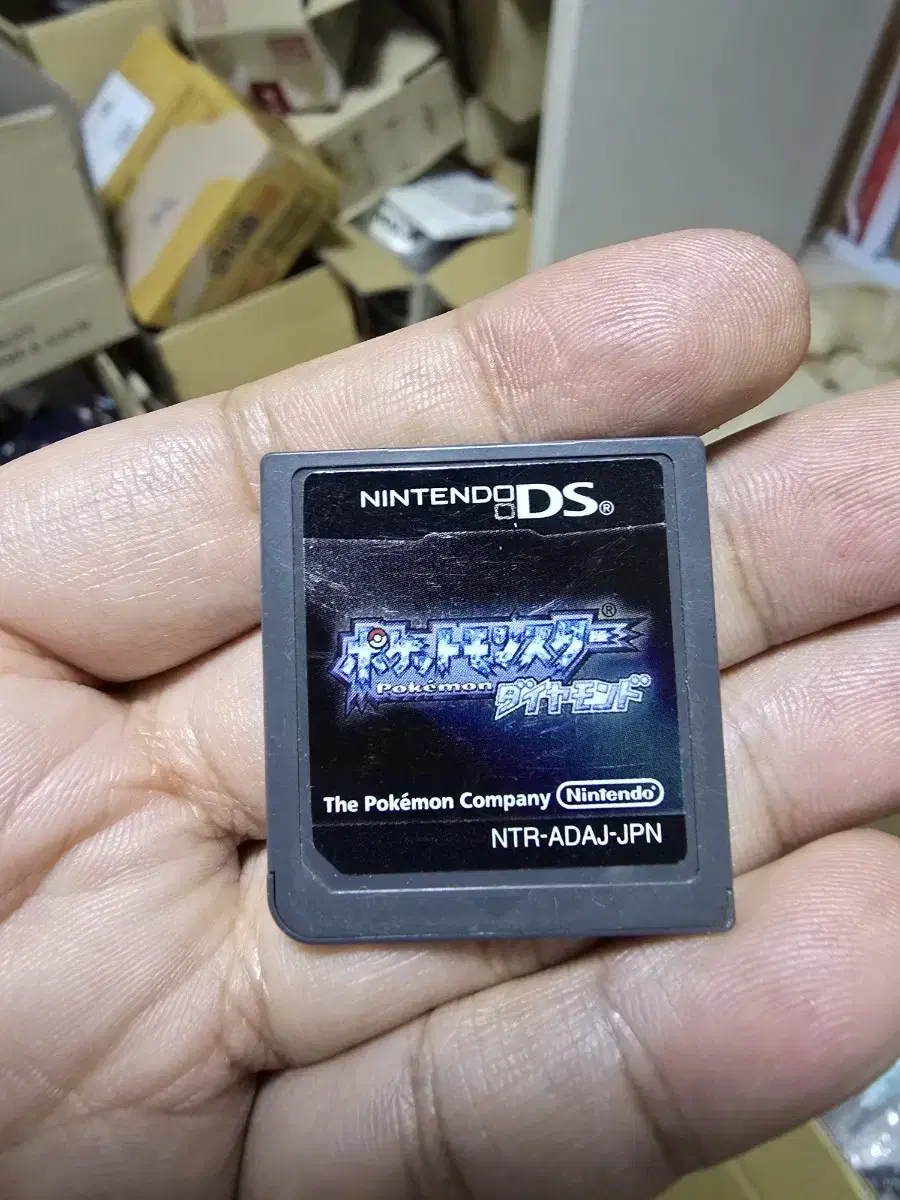 NINTENDO DS®
ポケットモンスター®
Pokémon
ダイヤモンド
The Pokémon Company Nintendo®
NTR-ADAJ-JPN